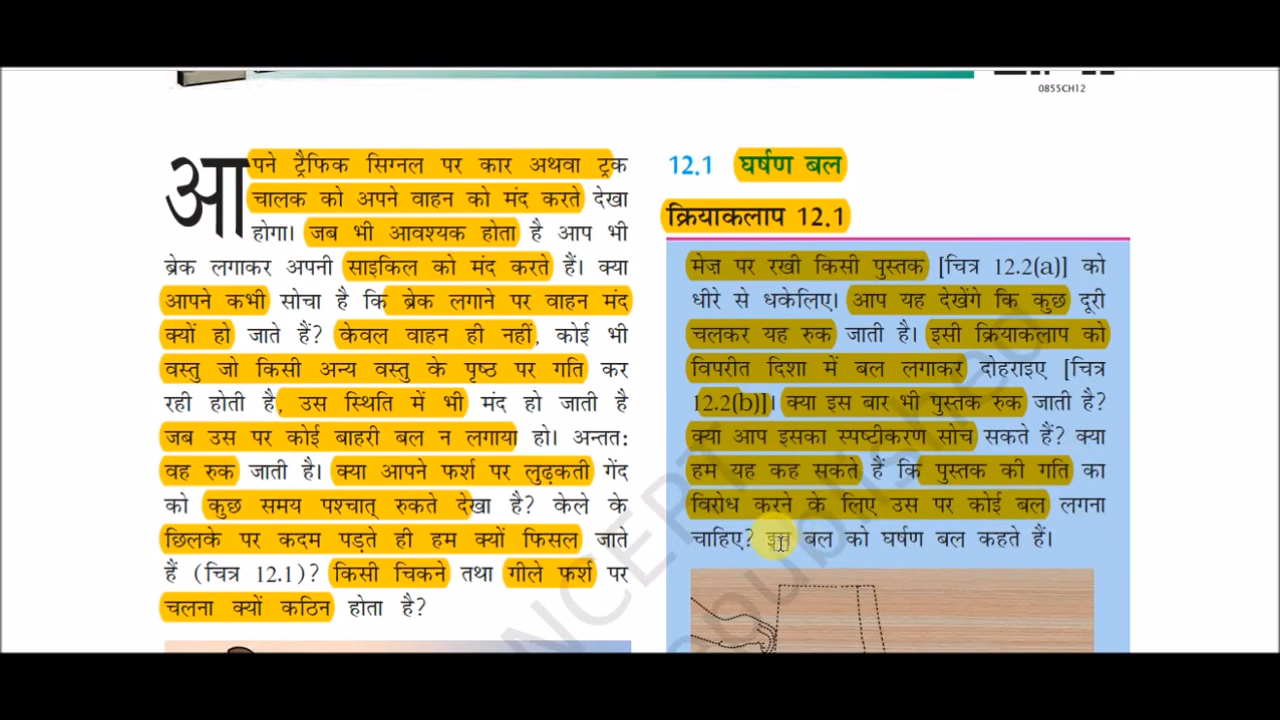 0855CH12
आपने ट्रैफिक सिग्नल पर कार अथवा ट्रक
चालक को अपने वाहन को मंद करते देखा
होगा। जब भी आवश्यक होता है आप भी
ब्रेक लगाकर अपनी साइकिल को मंद करते हैं। क्या
आपने कभी सोचा है कि ब्रेक लगाने पर वाहन मंद
क्यों हो जाते हैं? केवल वाहन ही नहीं, कोई भी
वस्तु जो किसी अन्य वस्तु के पृष्ठ पर गति कर
रही होती है, उस स्थिति में भी मंद हो जाती है
जब उस पर कोई बाहरी बल न लगाया हो। अन्तत:
वह रुक जाती है। क्या आपने फर्श पर लुढ़कती गेंद
को कुछ समय पश्चात् रुकते देखा है? केले के
छिलके पर कदम पड़ते ही हम क्यों फिसल जाते
हैं (चित्र 12.1)? किसी चिकने तथा गीले फर्श पर
चलना क्यों कठिन होता है?
12.1 घर्षण बल
क्रियाकलाप 12.1
मेज़ पर रखी किसी पुस्तक [चित्र 12.2(a)] को
धीरे से धकेलिए। आप यह देखेंगे कि कुछ दूरी
चलकर यह रुक जाती है। इसी क्रियाकलाप को
विपरीत दिशा में बल लगाकर दोहराइए [चित्र
12.2(b)]। क्या इस बार भी पुस्तक रुक जाती है?
क्या आप इसका स्पष्टीकरण सोच सकते हैं? क्या
हम यह कह सकते हैं कि पुस्तक की गति का
विरोध करने के लिए उस पर कोई बल लगना
चाहिए? इस बल को घर्षण बल कहते हैं।
NCERT
published